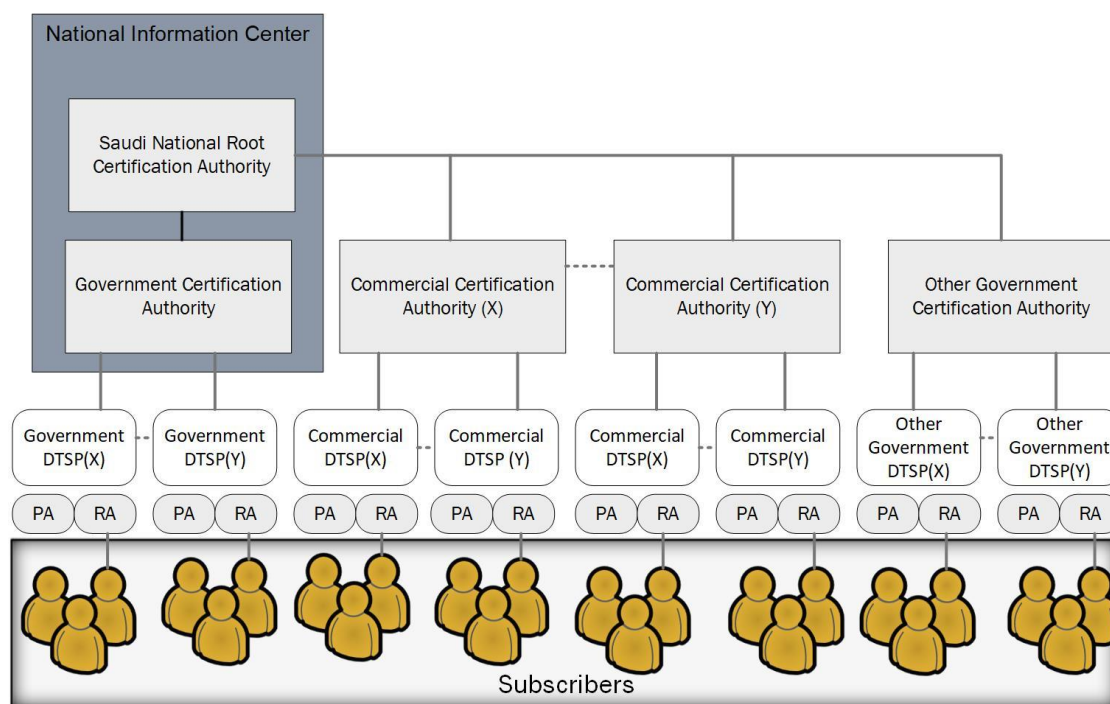 National Information Center
Saudi National Root
Certification Authority
Government Certification
Authority
Commercial Certification
Authority (X)
Commercial Certification
Authority (Y)
Other Government
Certification Authority
Government
DTSP(X)
Government
DTSP(Y)
Commercial
DTSP(X)
Commercial
DTSP (Y)
Commercial
DTSP(X)
Commercial
DTSP(Y)
Other
Government
DTSP(X)
Other
Government
DTSP(Y)
PA RA PA RA PA RA PA RA PA RA PA RA PA RA PA RA
Subscribers